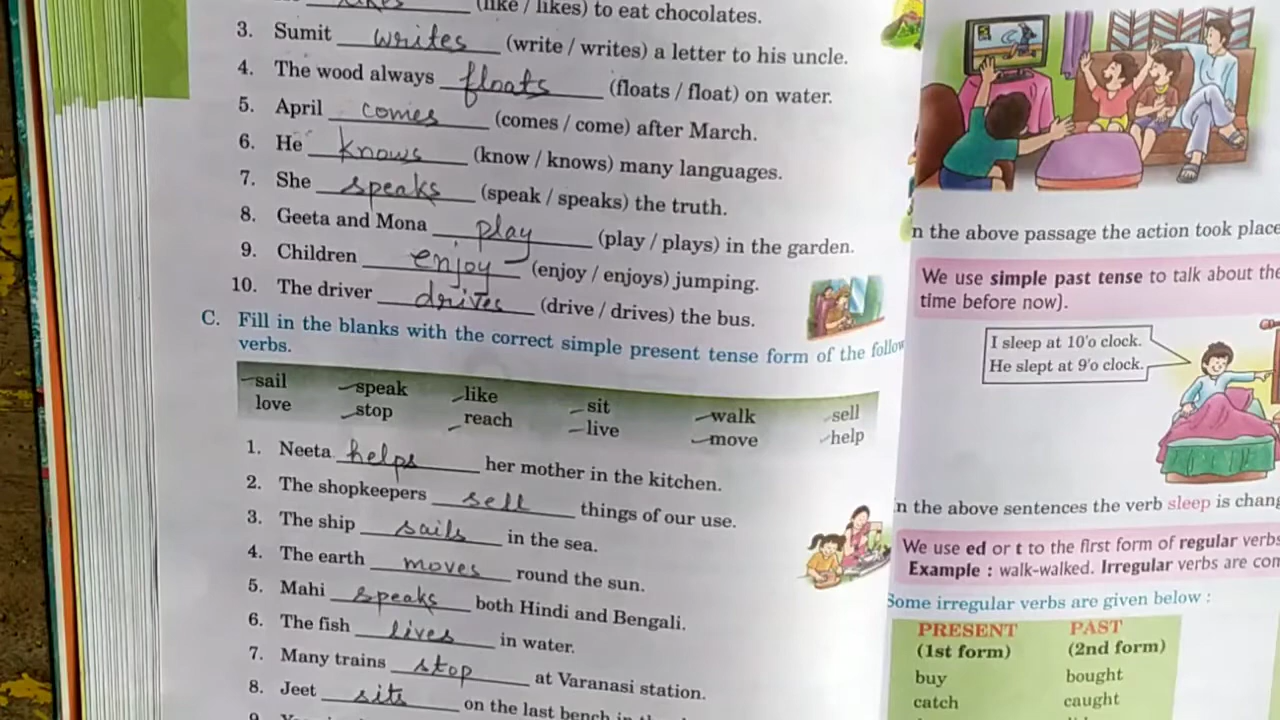 likes (like / likes) to eat chocolates.
3. Sumit writes (write / writes) a letter to his uncle.
4. The wood always floats (floats / float) on water.
5. April comes (comes / come) after March.
6. He knows (know / knows) many languages.
7. She speaks (speak / speaks) the truth.
8. Geeta and Mona play (play / plays) in the garden.
9. Children enjoy (enjoy / enjoys) jumping.
10. The driver drives (drive / drives) the bus.
C. Fill in the blanks with the correct simple present tense form of the follow
verbs.
sail speak like sit walk sell
love stop reach live move help
1. Neeta helps her mother in the kitchen.
2. The shopkeepers sell things of our use.
3. The ship sails in the sea.
4. The earth moves round the sun.
5. Mahi speaks both Hindi and Bengali.
6. The fish lives in water.
7. Many trains stop at Varanasi station.
8. Jeet sits on the last bench in
n the above passage the action took place
We use simple past tense to talk about the
time before now).
I sleep at 10'o clock.
He slept at 9'o clock.
n the above sentences the verb sleep is chang
We use ed or t to the first form of regular verbs
Example : walk-walked. Irregular verbs are con
Some irregular verbs are given below :
PRESENT PAST
(1st form) (2nd form)
buy bought
catch caught